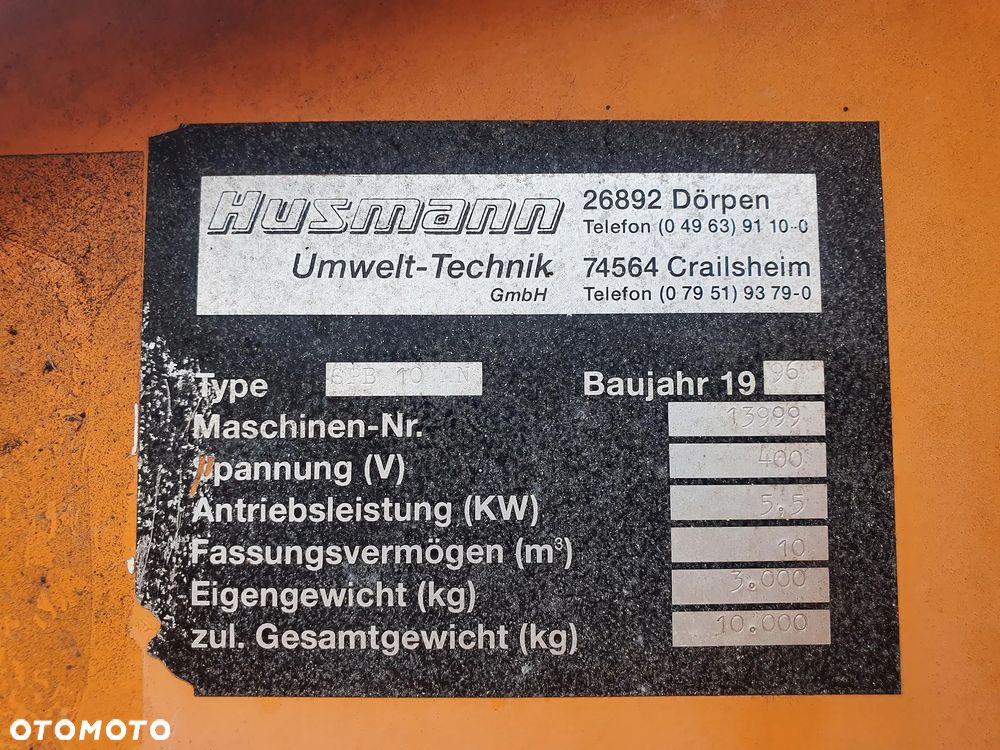 Husmann
Umwelt-Technik
GmbH
26892 Dörpen
Telefon (0 49 63) 91 10-0
74564 Crailsheim
Telefon (0 79 51) 93 79-0
Type 10
Baujahr 19 96
Maschinen-Nr. 13999
Spannung (V) 400
Antriebsleistung (KW) 5,5
Fassungsvermögen (m³) 10
Eigengewicht (kg) 3.000
zul. Gesamtgewicht (kg) 10.000
OTOMOTO